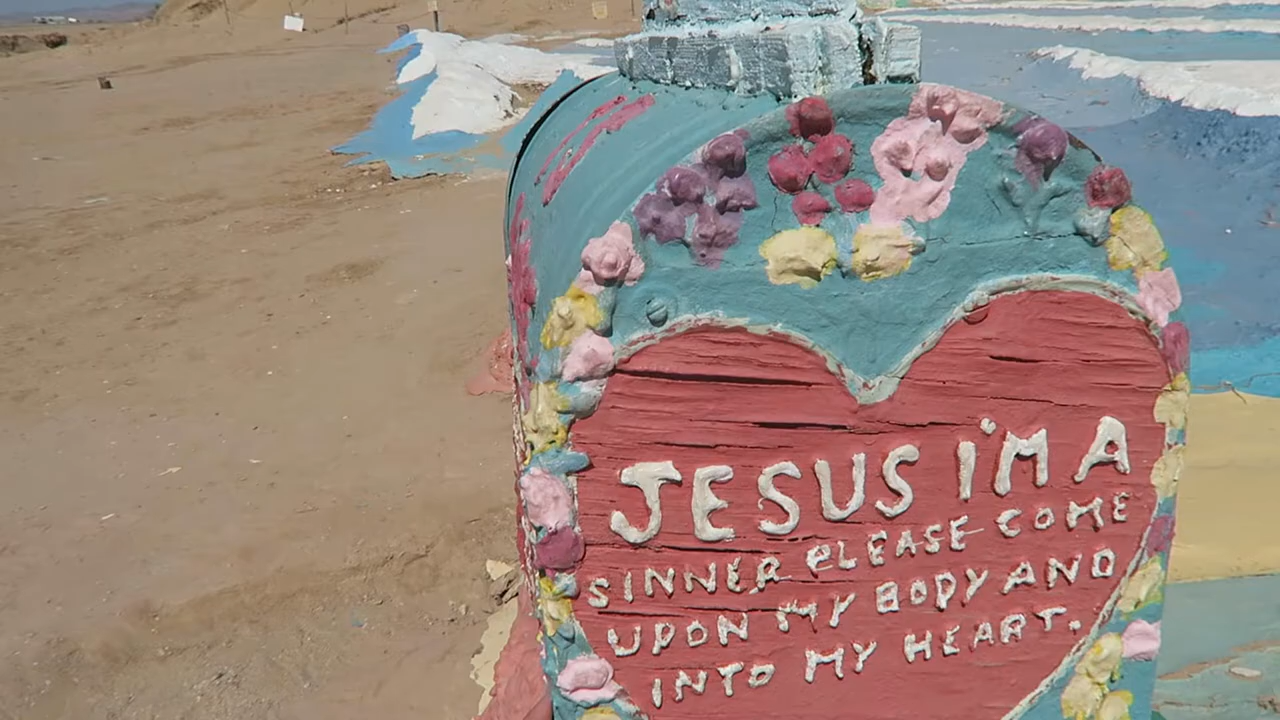 JESUS I'M A
SINNER PLEASE COME
UPON MY BODY AND
INTO MY HEART.